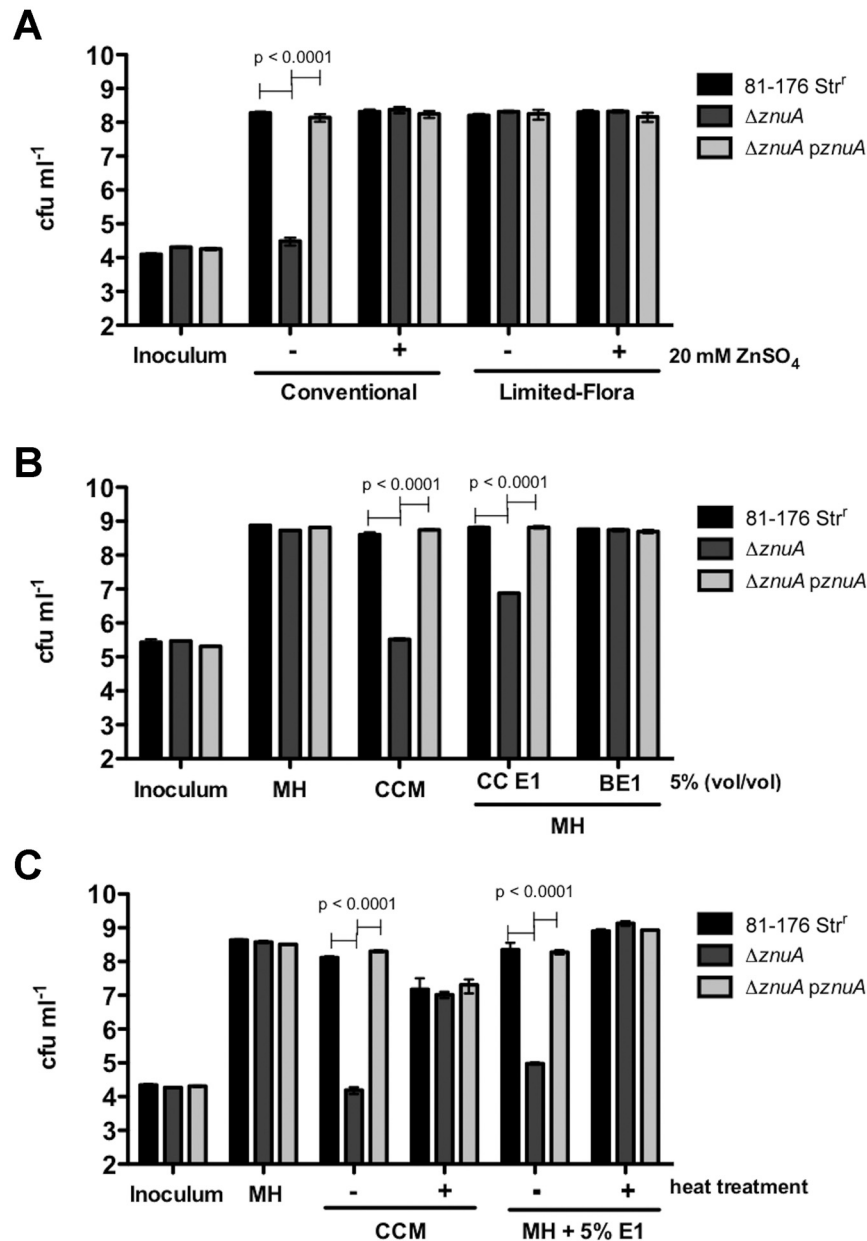 A
cfu ml⁻¹
10
9
8
7
6
5
4
3
2
p < 0.0001
81-176 Strʳ
ΔznuA
ΔznuA pznuA
Inoculum - + - + 20 mM ZnSO₄
Conventional Limited-Flora
B
cfu ml⁻¹
10
9
8
7
6
5
4
3
2
p < 0.0001 p < 0.0001
81-176 Strʳ
ΔznuA
ΔznuA pznuA
Inoculum MH CCM CC E1 BE1 5% (vol/vol)
MH
C
cfu ml⁻¹
10
9
8
7
6
5
4
3
2
p < 0.0001 p < 0.0001
81-176 Strʳ
ΔznuA
ΔznuA pznuA
Inoculum MH - + - + heat treatment
CCM MH + 5% E1